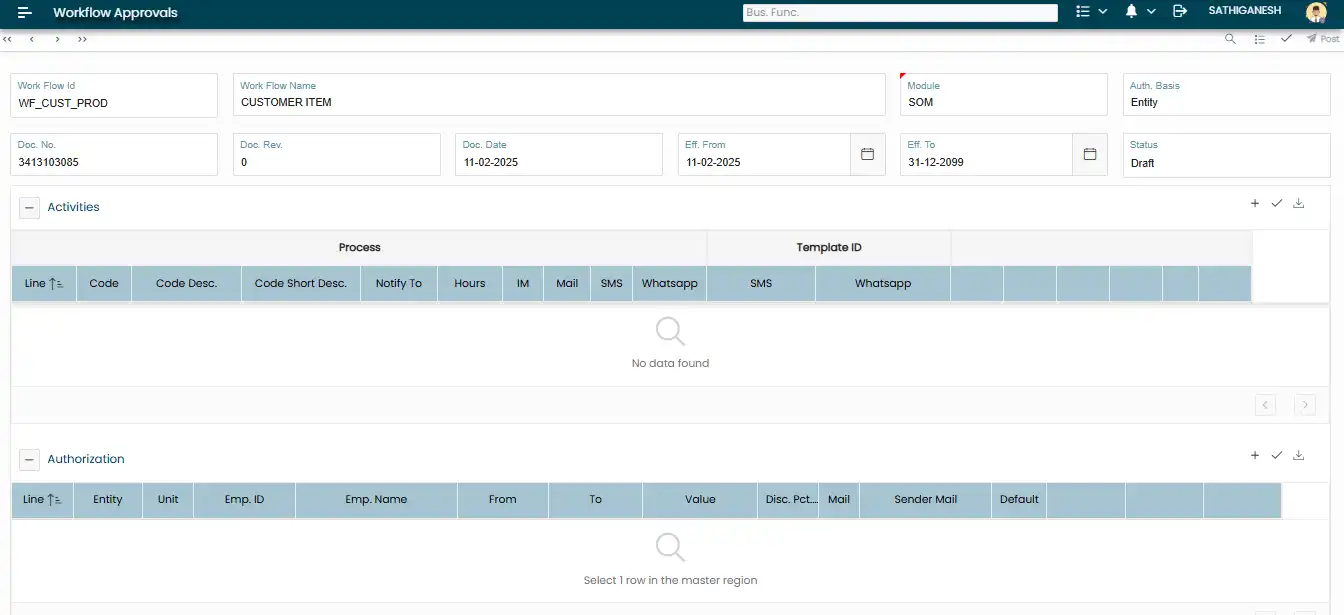 Workflow Approvals Bus. Func. SATHIGANESH
Post
Work Flow Id Work Flow Name Module Auth. Basis
WF_CUST_PROD CUSTOMER ITEM SOM Entity
Doc. No. Doc. Rev. Doc. Date Eff. From Eff. To Status
3413103085 0 11-02-2025 11-02-2025 31-12-2099 Draft
Activities
Process Template ID
Line Code Code Desc. Code Short Desc. Notify To Hours IM Mail SMS Whatsapp SMS Whatsapp
No data found
Authorization
Line Entity Unit Emp. ID Emp. Name From To Value Disc. Pct.... Mail Sender Mail Default
Select 1 row in the master region